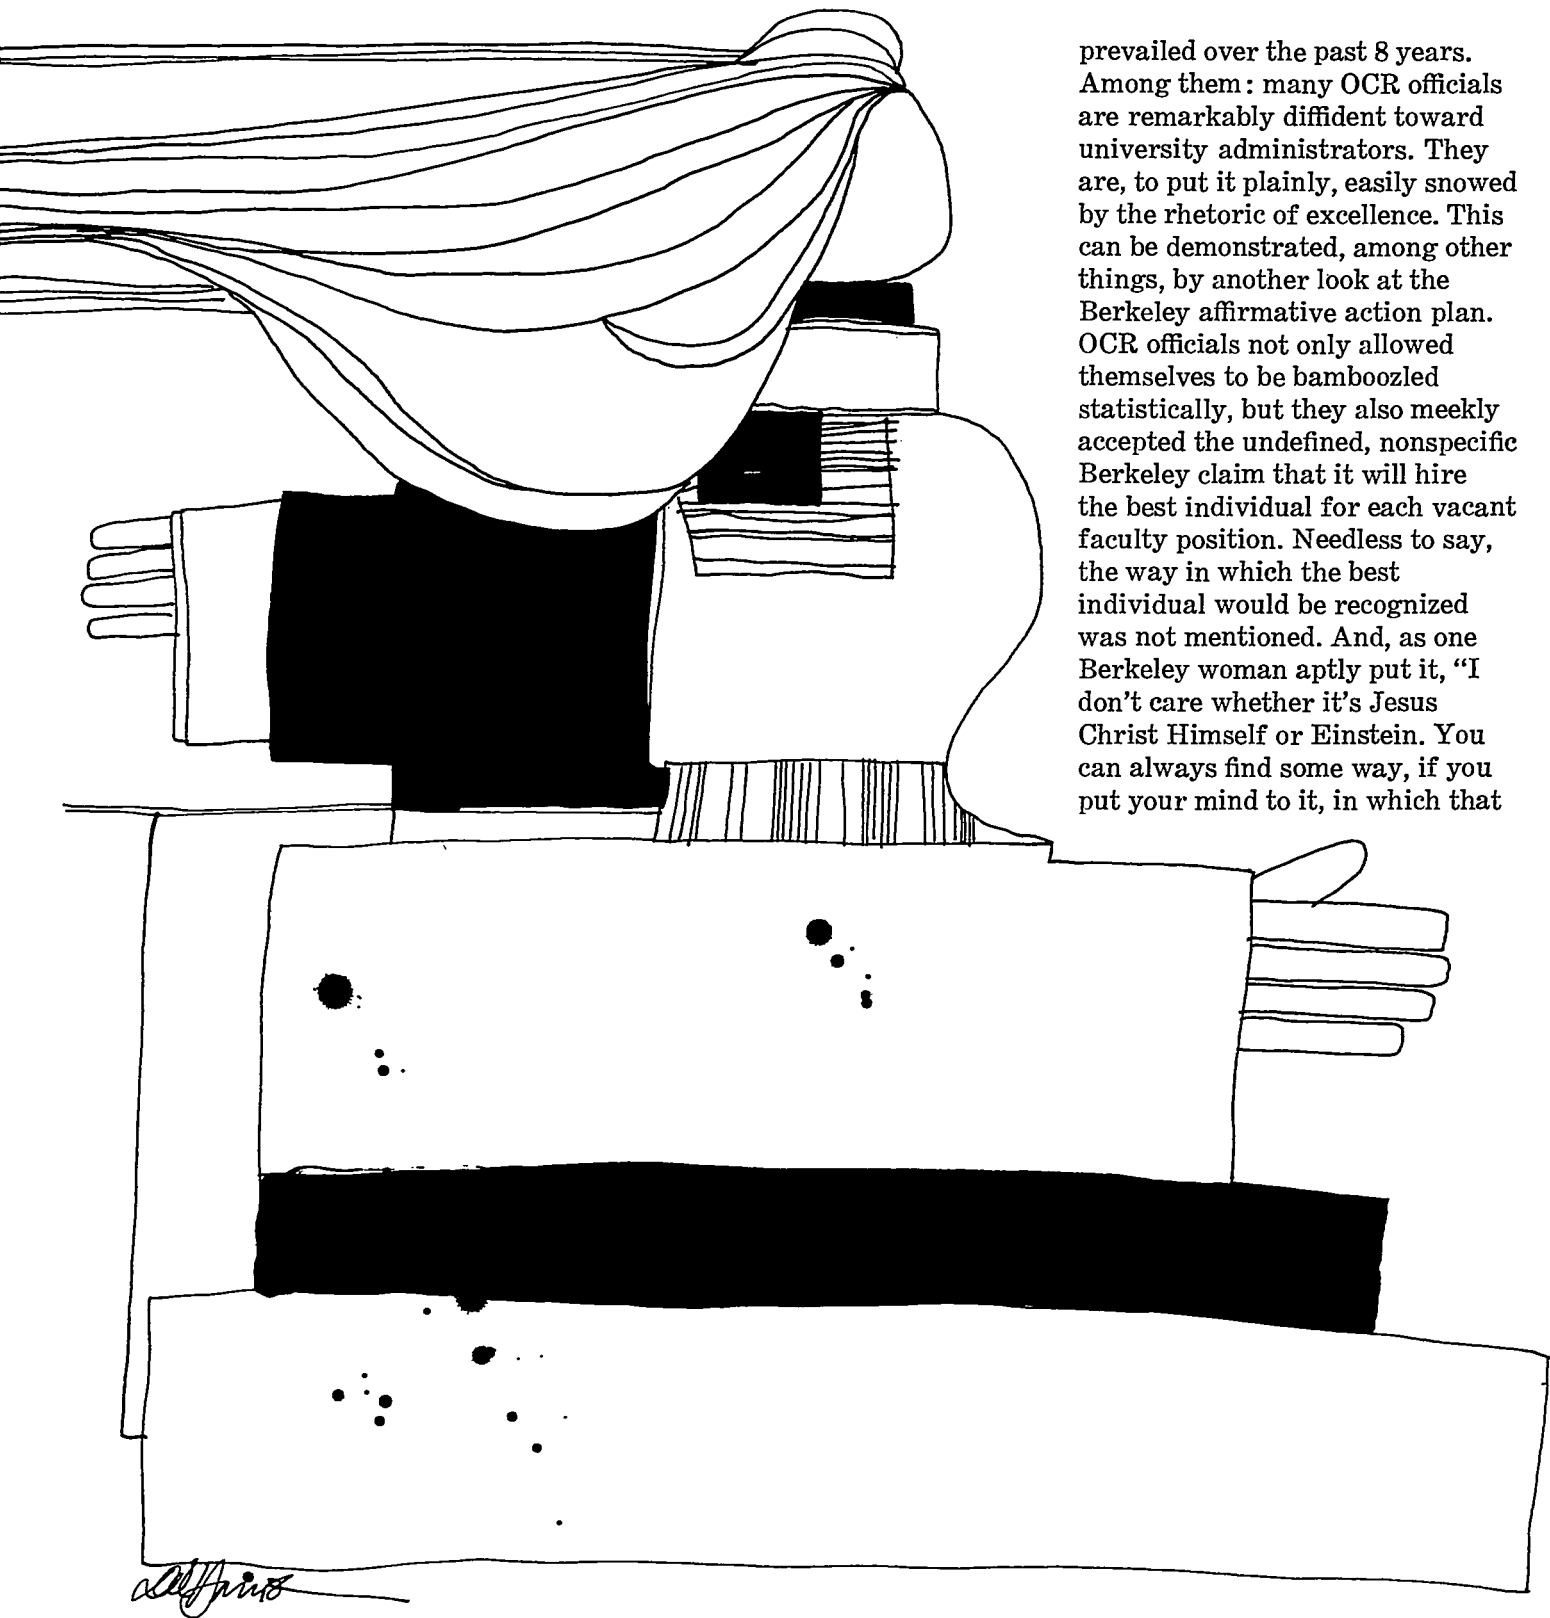 prevailed over the past 8 years.
Among them: many OCR officials
are remarkably diffident toward
university administrators. They
are, to put it plainly, easily snowed
by the rhetoric of excellence. This
can be demonstrated, among other
things, by another look at the
Berkeley affirmative action plan.
OCR officials not only allowed
themselves to be bamboozled
statistically, but they also meekly
accepted the undefined, nonspecific
Berkeley claim that it will hire
the best individual for each vacant
faculty position. Needless to say,
the way in which the best
individual would be recognized
was not mentioned. And, as one
Berkeley woman aptly put it, “I
don’t care whether it’s Jesus
Christ Himself or Einstein. You
can always find some way, if you
put your mind to it, in which that